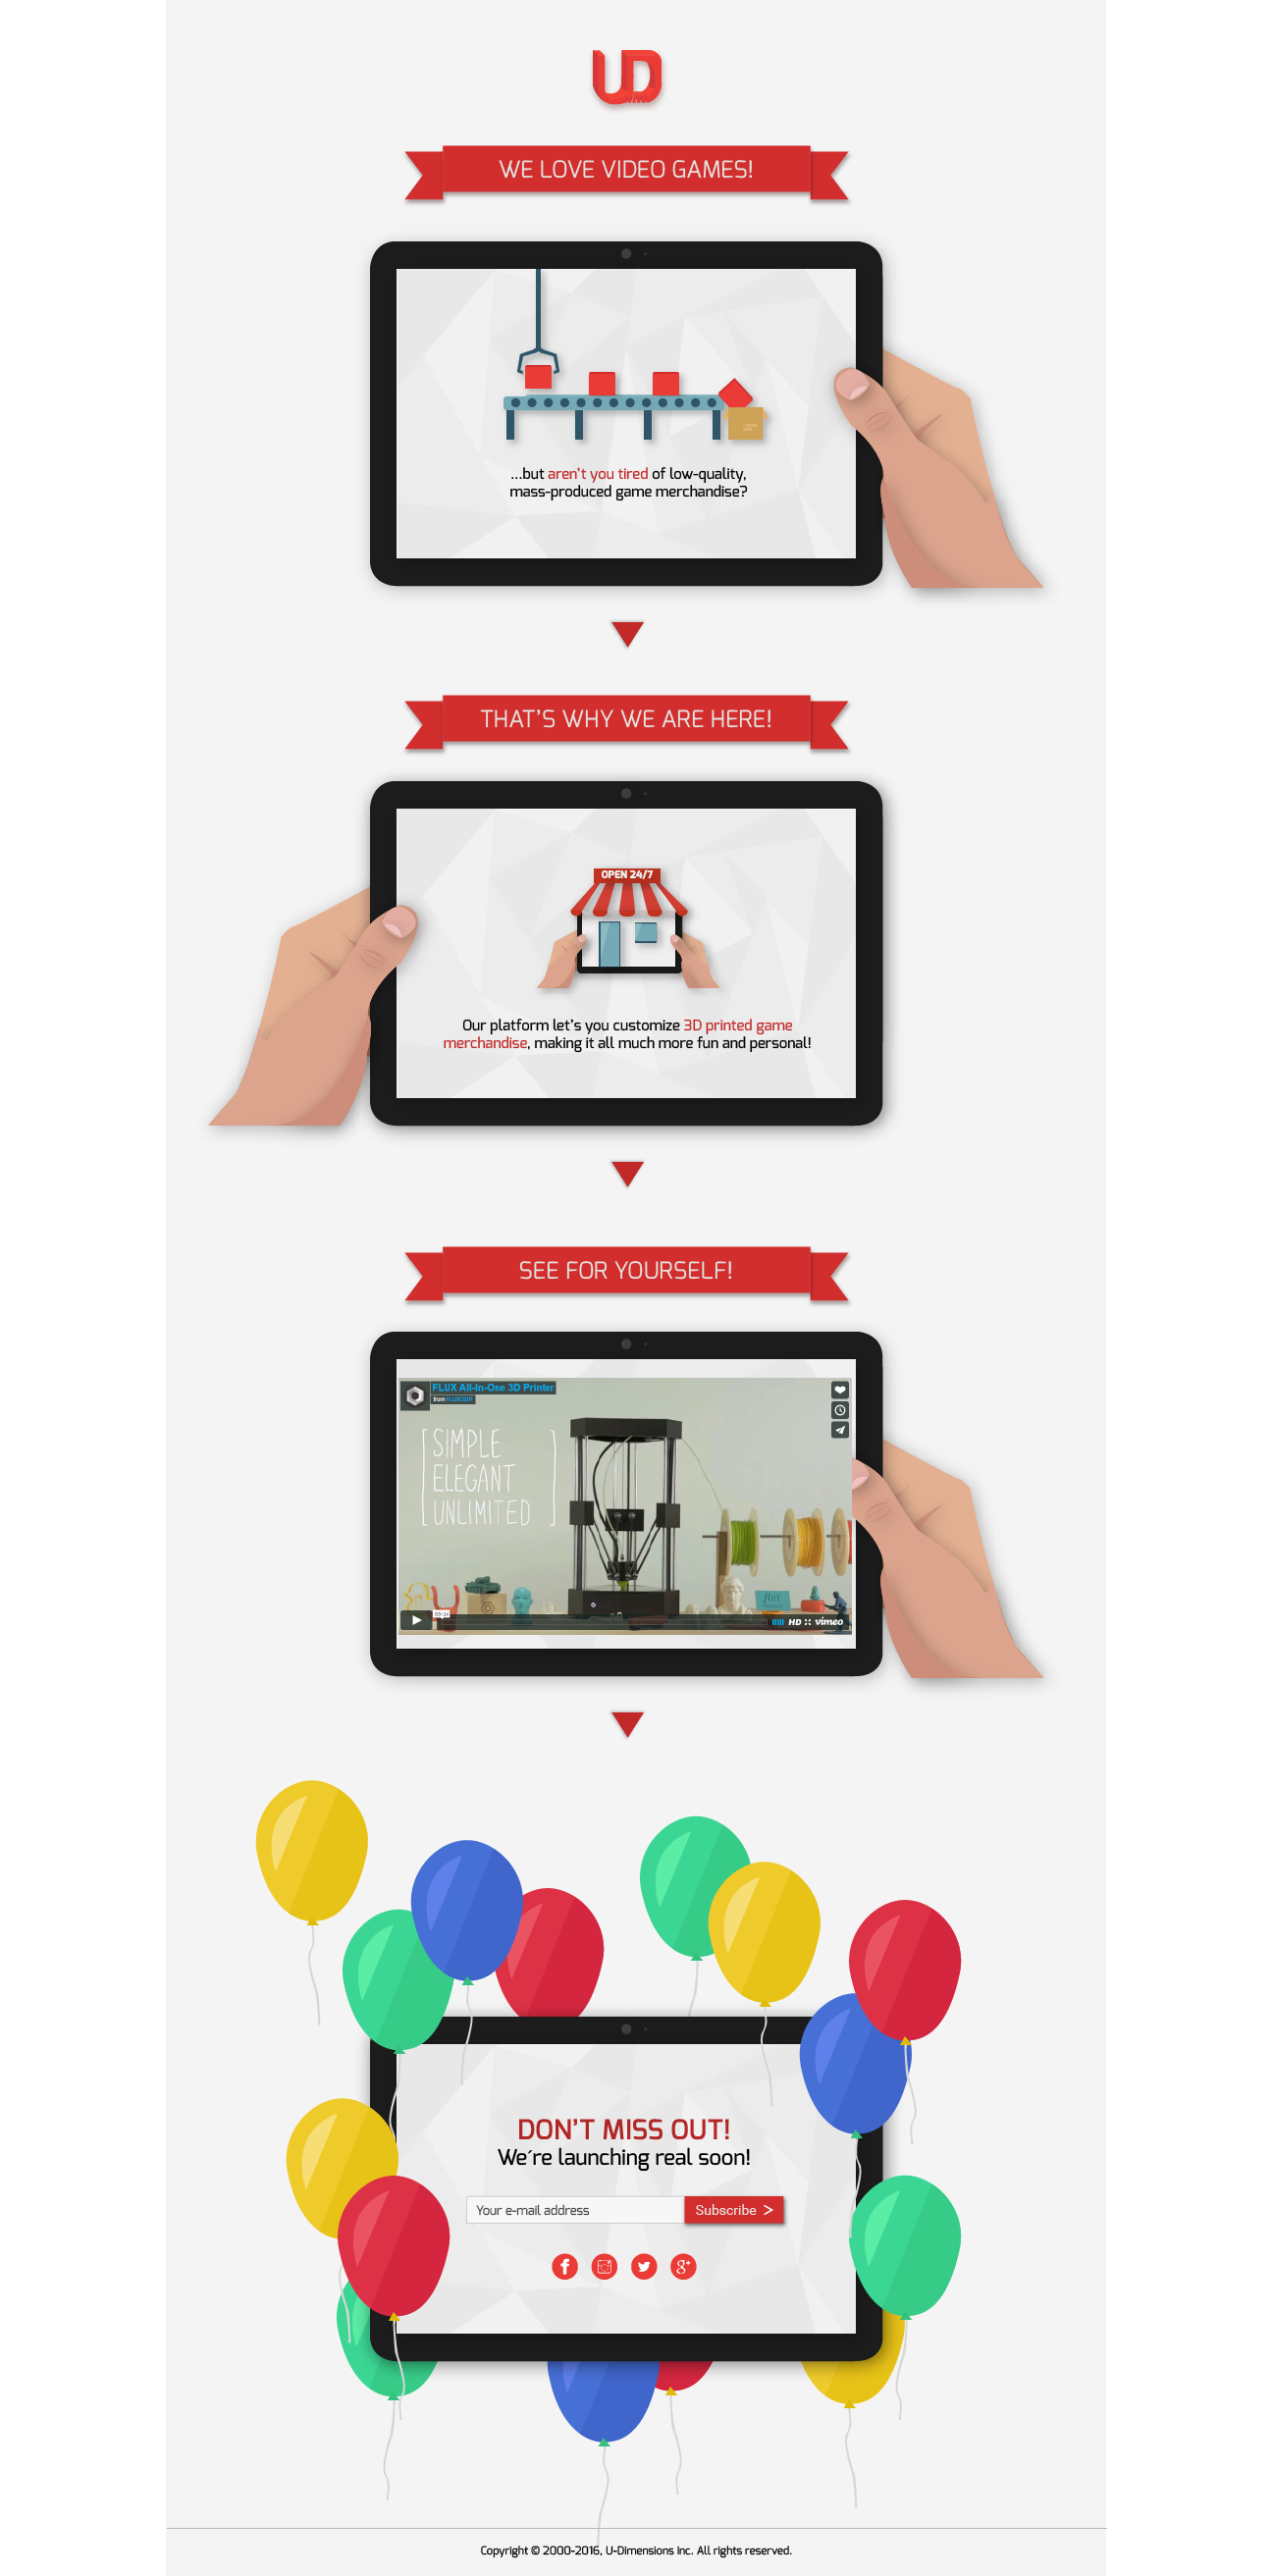 UD
WE LOVE VIDEO GAMES!
...but aren't you tired of low-quality,
mass-produced game merchandise?
THAT'S WHY WE ARE HERE!
OPEN 24/7
Our platform let's you customize 3D printed game
merchandise, making it all much more fun and personal!
SEE FOR YOURSELF!
FLUX All-In-One 3D Printer
from FLUX3DP
SIMPLE
ELEGANT
UNLIMITED
flux
03:14
HD vimeo
DON'T MISS OUT!
We´re launching real soon!
Your e-mail address
Subscribe >
Copyright © 2000-2016, U-Dimensions Inc. All rights reserved.